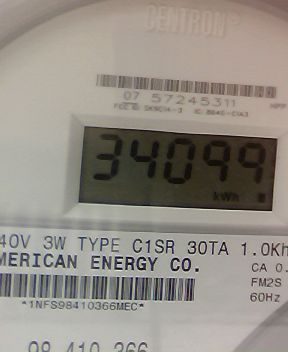 CENTRON®
07 57245311
HPP
34099
kWh
40V 3W TYPE C1SR 30TA 1.0Kh
MERICAN ENERGY CO.
CA 0.
FM2S
60Hz
*1NFS98410366MEC*
98 410 366